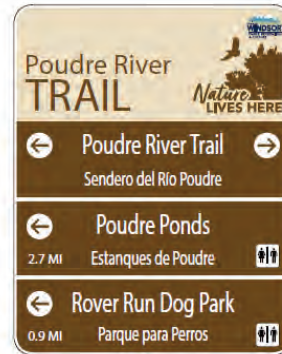 WINDSOR
Poudre River
TRAIL
Nature
LIVES HERE
Poudre River Trail
Sendero del Río Poudre
Poudre Ponds
2.7 MI Estanques de Poudre
Rover Run Dog Park
0.9 MI Parque para Perros